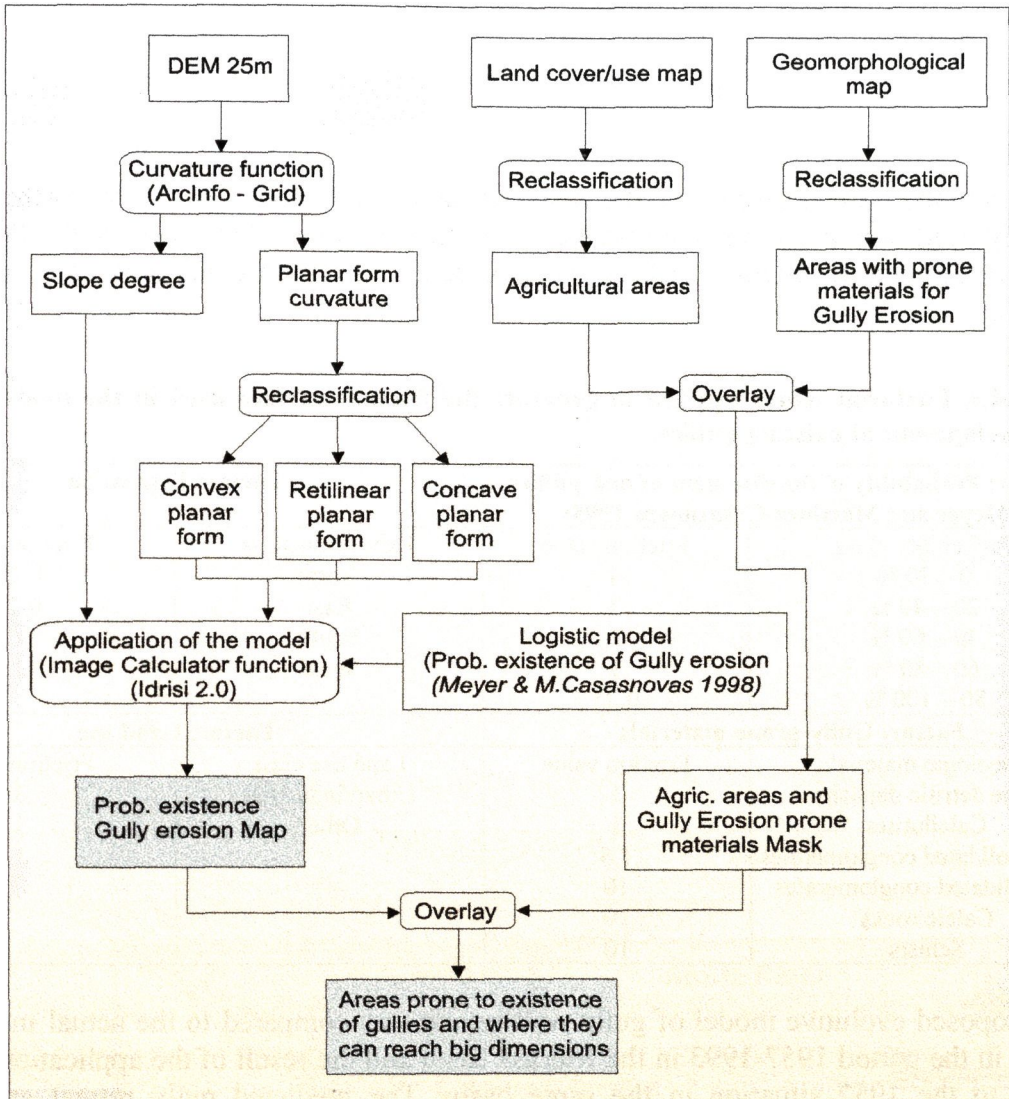 DEM 25m
Land cover/use map
Geomorphological
map
Curvature function
(ArcInfo - Grid)
Reclassification
Reclassification
Slope degree
Planar form
curvature
Agricultural areas
Areas with prone
materials for
Gully Erosion
Reclassification
Overlay
Convex
planar
form
Retilinear
planar
form
Concave
planar
form
Application of the model
(Image Calculator function)
(Idrisi 2.0)
Logistic model
(Prob. existence of Gully erosion
(Meyer & M.Casasnovas 1998)
Prob. existence
Gully erosion Map
Agric. areas and
Gully Erosion prone
materials Mask
Overlay
Areas prone to existence
of gullies and where they
can reach big dimensions